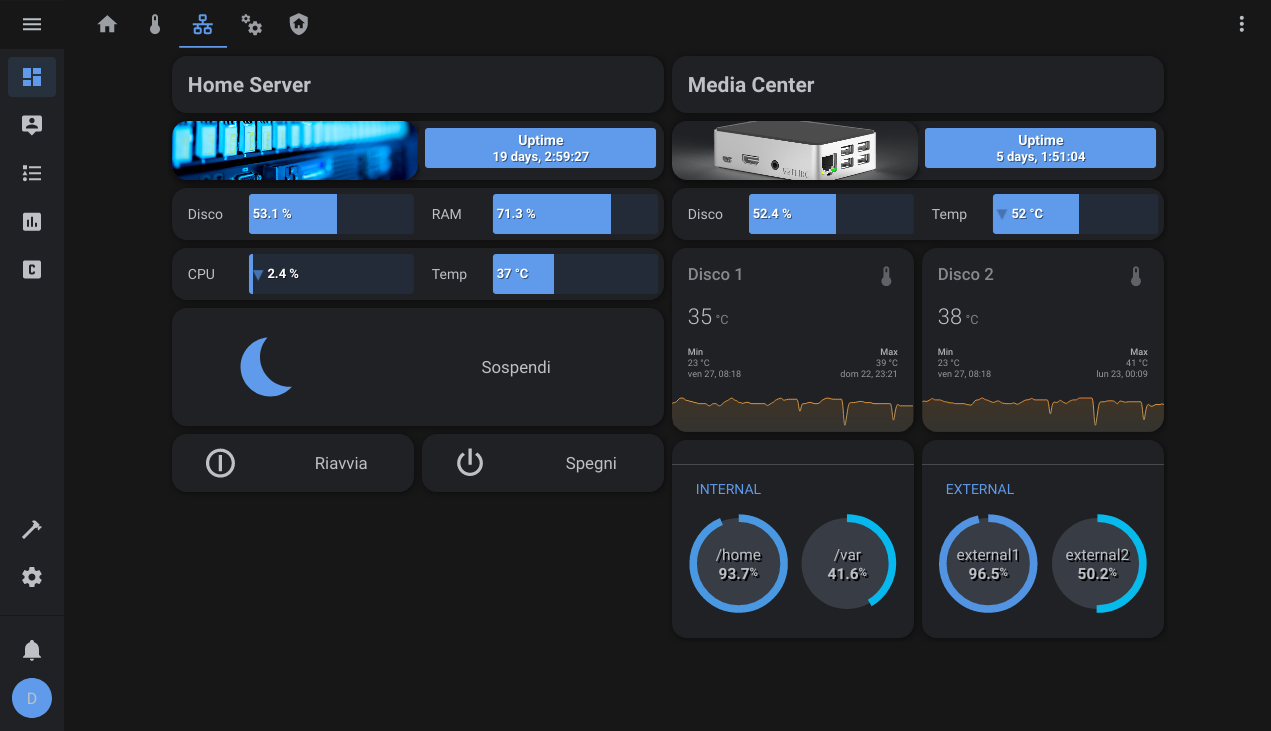 Home Server
Uptime
19 days, 2:59:27
Disco
53.1 %
RAM
71.3 %
CPU
2.4 %
Temp
37 °C
Sospendi
Riavvia
Spegni
Media Center
Uptime
5 days, 1:51:04
Disco
52.4 %
Temp
52 °C
Disco 1
35 °C
Min
23 °C
ven 27, 08:18
Max
39 °C
dom 22, 23:21
Disco 2
38 °C
Min
23 °C
ven 27, 08:18
Max
41 °C
lun 23, 00:09
INTERNAL
/home
93.7%
/var
41.6%
EXTERNAL
external1
96.5%
external2
50.2%
C
D